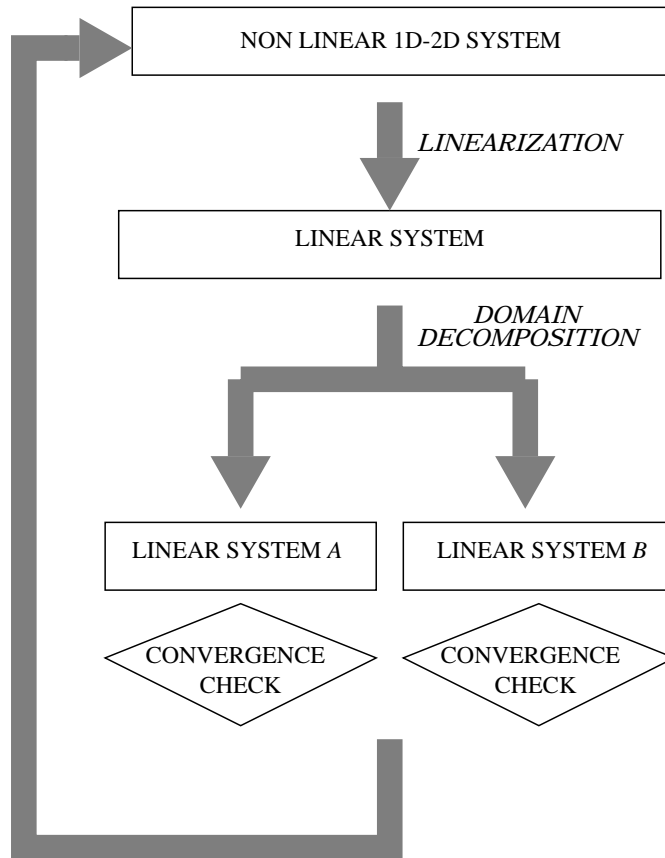 NON LINEAR 1D-2D SYSTEM
LINEARIZATION
LINEAR SYSTEM
DOMAIN
DECOMPOSITION
LINEAR SYSTEM A
LINEAR SYSTEM B
CONVERGENCE
CHECK
CONVERGENCE
CHECK